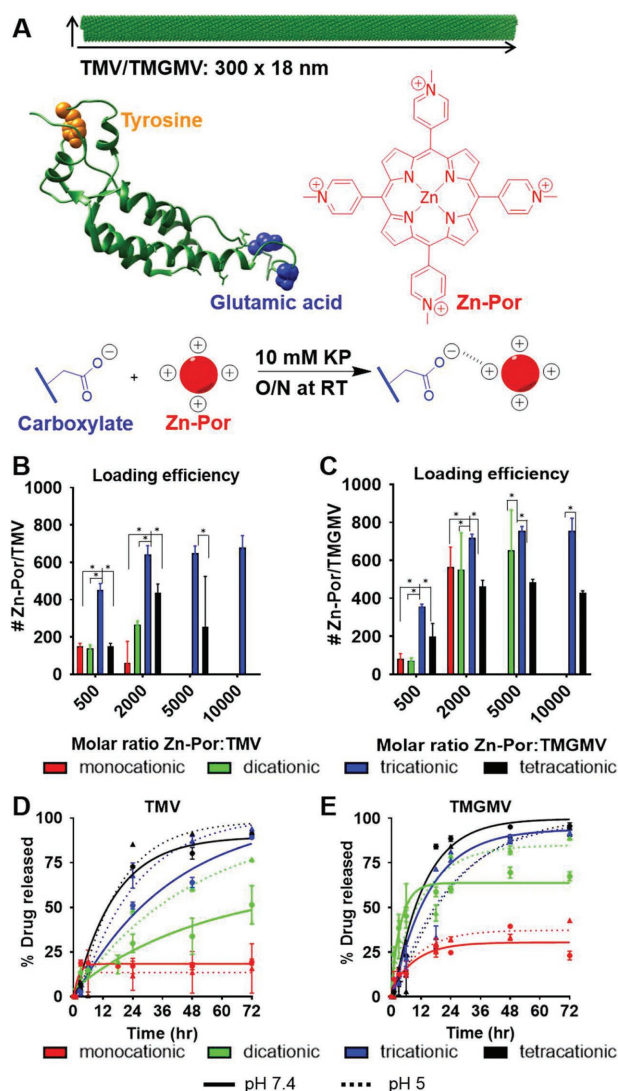 A
TMV/TMGMV: 300 x 18 nm
Tyrosine
Glutamic acid
N
⊕
N
⊕
N
⊕
N
⊕
N
N
N
N
Zn
Zn-Por
O
⊖
O
Carboxylate
+
⊕
⊕
⊕
⊕
Zn-Por
10 mM KP
O/N at RT
O
⊖
O
⊕
⊕
⊕
⊕
B
Loading efficiency
# Zn-Por/TMV
1000
800
600
400
200
0
* * * * * * *
500 2000 5000 10000
Molar ratio Zn-Por:TMV
C
Loading efficiency
# Zn-Por/TMGMV
1000
800
600
400
200
0
* * * * * * * * *
500 2000 5000 10000
Molar ratio Zn-Por:TMGMV
monocationic dicationic tricationic tetracationic
D
TMV
% Drug released
100
75
50
25
0
0 12 24 36 48 60 72
Time (hr)
E
TMGMV
% Drug released
100
75
50
25
0
0 12 24 36 48 60 72
Time (hr)
monocationic dicationic tricationic tetracationic
pH 7.4 pH 5